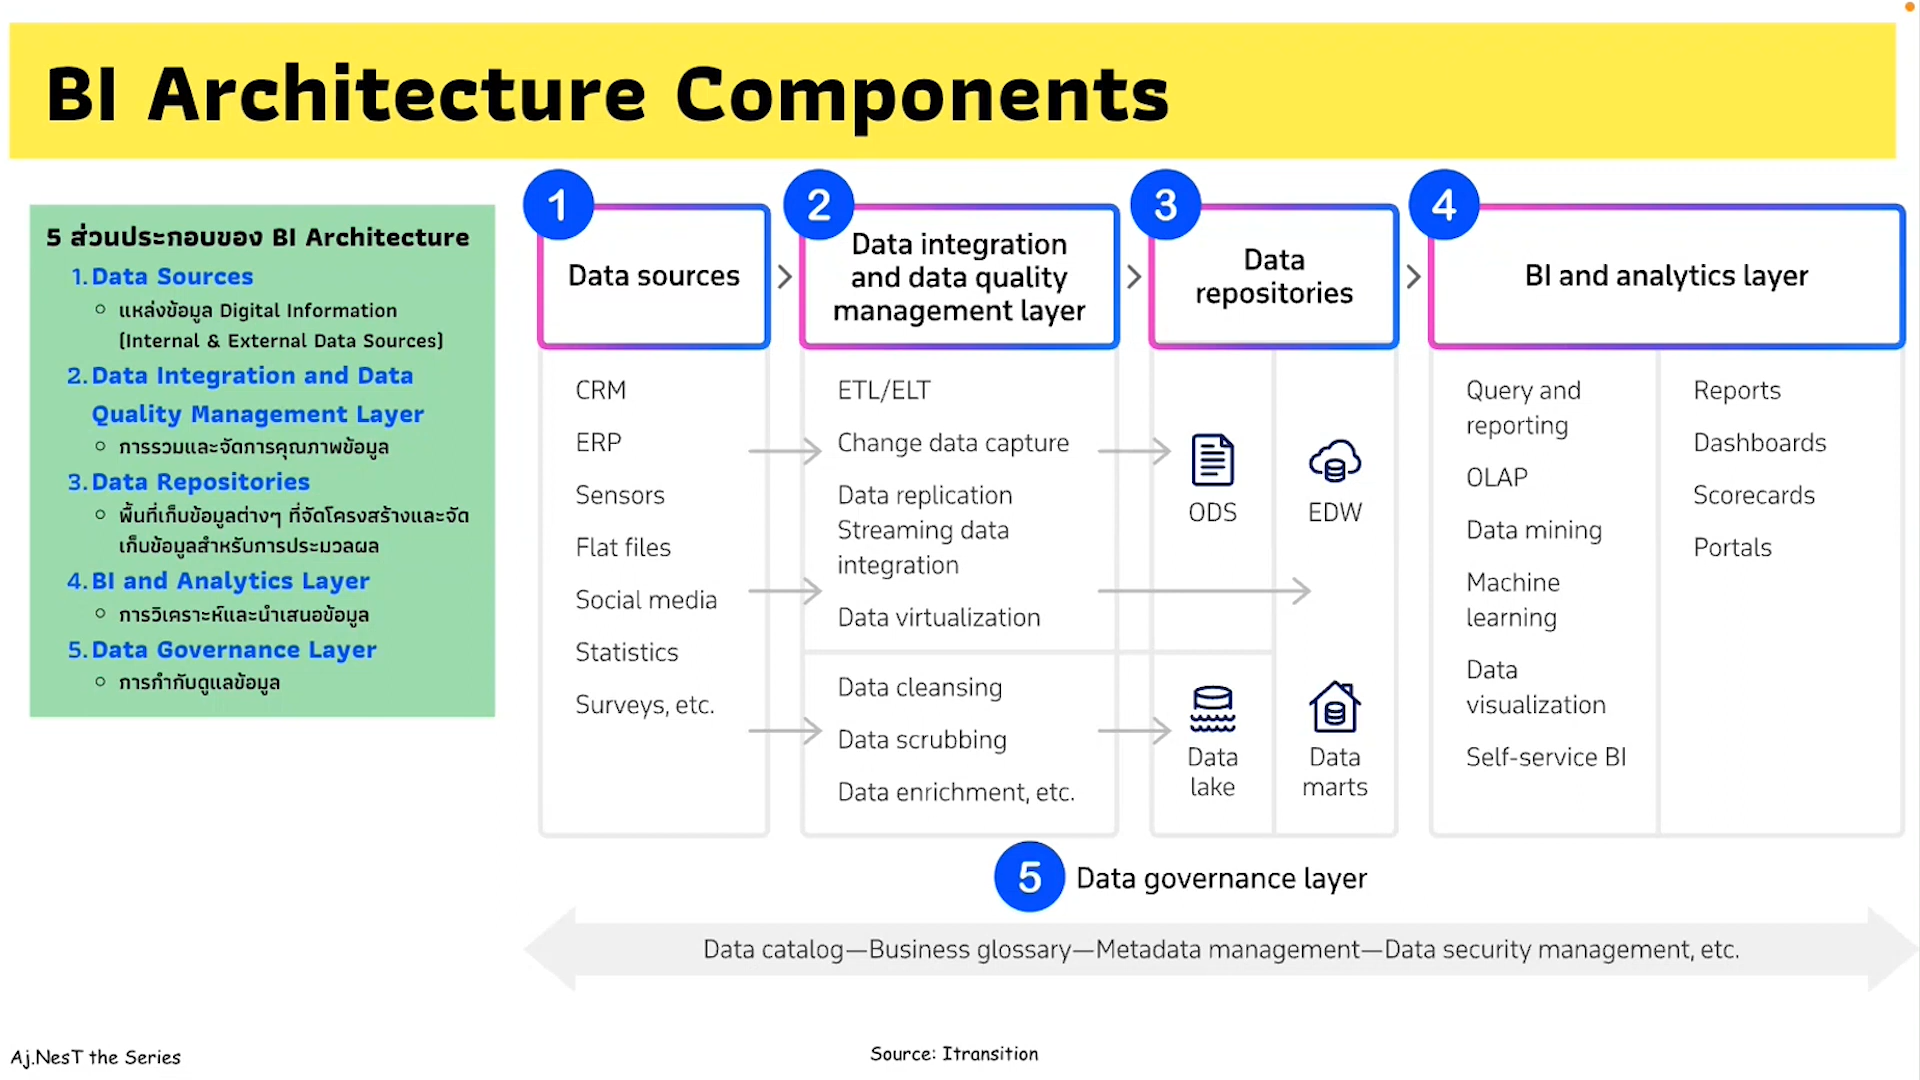 BI Architecture Components
5 ส่วนประกอบของ BI Architecture
1. Data Sources
แหล่งข้อมูล Digital Information
(Internal & External Data Sources)
2. Data Integration and Data
Quality Management Layer
การรวมและจัดการคุณภาพข้อมูล
3. Data Repositories
พื้นที่เก็บข้อมูลต่างๆ ที่จัดโครงสร้างและจัด
เก็บข้อมูลสำหรับการประมวลผล
4. BI and Analytics Layer
การวิเคราะห์และนำเสนอข้อมูล
5. Data Governance Layer
การกำกับดูแลข้อมูล
1
Data sources
CRM
ERP
Sensors
Flat files
Social media
Statistics
Surveys, etc.
2
Data integration
and data quality
management layer
ETL/ELT
Change data capture
Data replication
Streaming data
integration
Data virtualization
Data cleansing
Data scrubbing
Data enrichment, etc.
3
Data
repositories
ODS
EDW
Data
lake
Data
marts
4
BI and analytics layer
Query and
reporting
OLAP
Data mining
Machine
learning
Data
visualization
Self-service BI
Reports
Dashboards
Scorecards
Portals
5
Data governance layer
Data catalog—Business glossary—Metadata management—Data security management, etc.
Aj.NesT the Series
Source: Itransition